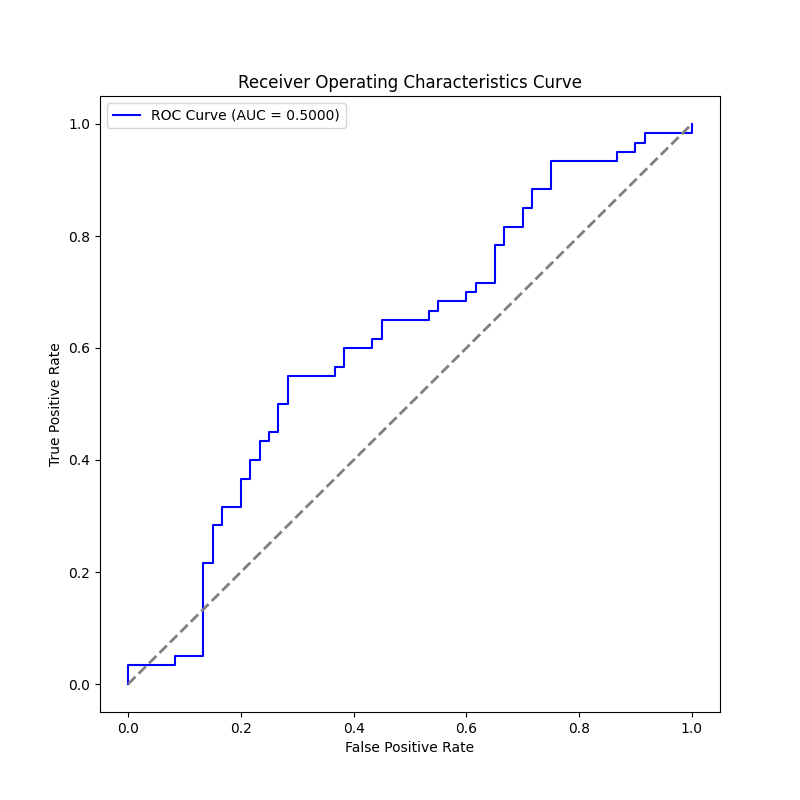 Receiver Operating Characteristics Curve
ROC Curve (AUC = 0.5000)
1.0
0.8
0.6
0.4
0.2
0.0
True Positive Rate
0.0 0.2 0.4 0.6 0.8 1.0
False Positive Rate